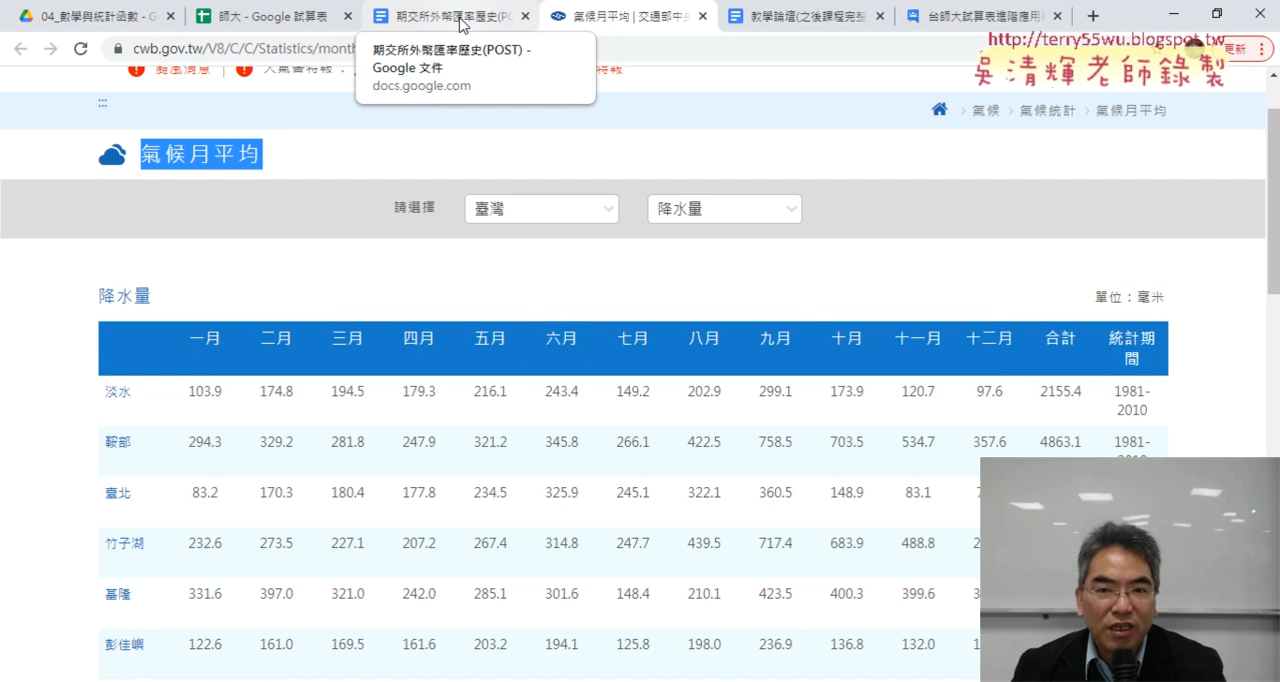 04_數學與統計函數 - G
師大 - Google 試算表
期交所外幣匯率歷史(PO
氣候月平均 | 交通部中央
教學論壇(之後課程完整
台師大試算表進階應用
cwb.gov.tw/V8/C/C/Statistics/month
更新
http://terry55wu.blogspot.tw
吳清輝老師錄製
期交所外幣匯率歷史(POST) -
Google 文件
docs.google.com
颱風消息
特報
:::
氣候
氣候統計
氣候月平均
氣候月平均
請選擇
臺灣
降水量
降水量
單位：毫米
一月 二月 三月 四月 五月 六月 七月 八月 九月 十月 十一月 十二月 合計 統計期
間
淡水 103.9 174.8 194.5 179.3 216.1 243.4 149.2 202.9 299.1 173.9 120.7 97.6 2155.4 1981-
2010
鞍部 294.3 329.2 281.8 247.9 321.2 345.8 266.1 422.5 758.5 703.5 534.7 357.6 4863.1 1981-
臺北 83.2 170.3 180.4 177.8 234.5 325.9 245.1 322.1 360.5 148.9 83.1
竹子湖 232.6 273.5 227.1 207.2 267.4 314.8 247.7 439.5 717.4 683.9 488.8 2
基隆 331.6 397.0 321.0 242.0 285.1 301.6 148.4 210.1 423.5 400.3 399.6 3
彭佳嶼 122.6 161.0 169.5 161.6 203.2 194.1 125.8 198.0 236.9 136.8 132.0 1